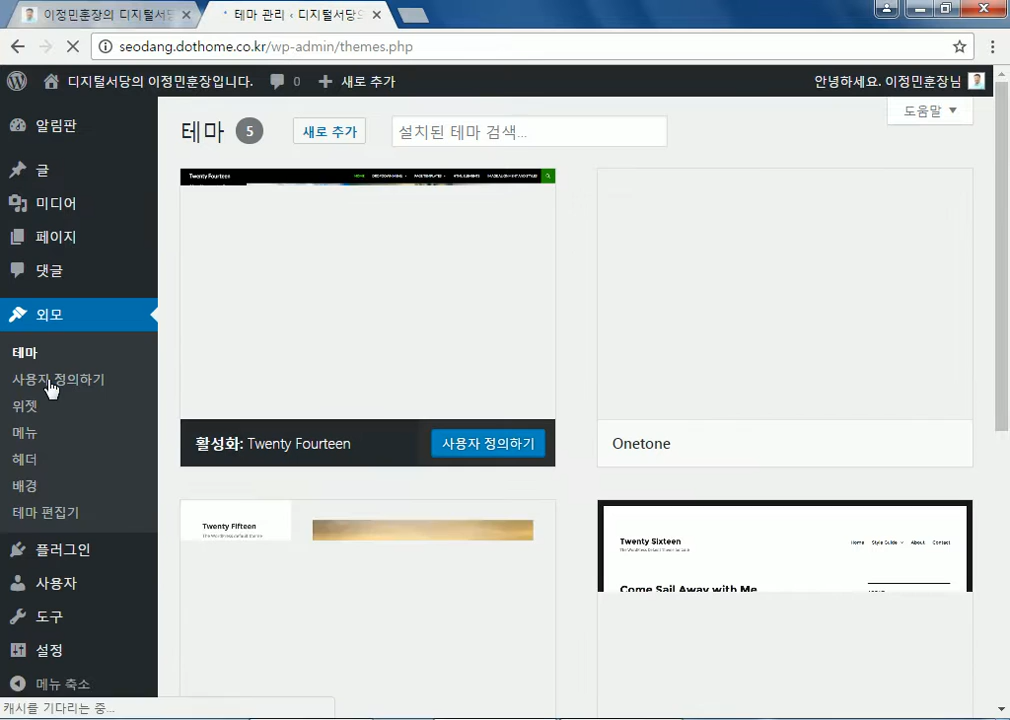 이정민훈장의 디지털서당
테마 관리 ‹ 디지털서당의
seodang.dothome.co.kr/wp-admin/themes.php
디지털서당의 이정민훈장입니다.
0
새로 추가
안녕하세요. 이정민훈장님
도움말
알림판
글
미디어
페이지
댓글
외모
테마
사용자 정의하기
위젯
메뉴
헤더
배경
테마 편집기
플러그인
사용자
도구
설정
메뉴 축소
캐시를 기다리는 중...
테마
5
새로 추가
설치된 테마 검색...
Twenty Fourteen
활성화: Twenty Fourteen
사용자 정의하기
Onetone
Twenty Fifteen
Twenty Sixteen
Home
Style Guide
About
Contact
Come Sail Away with Me